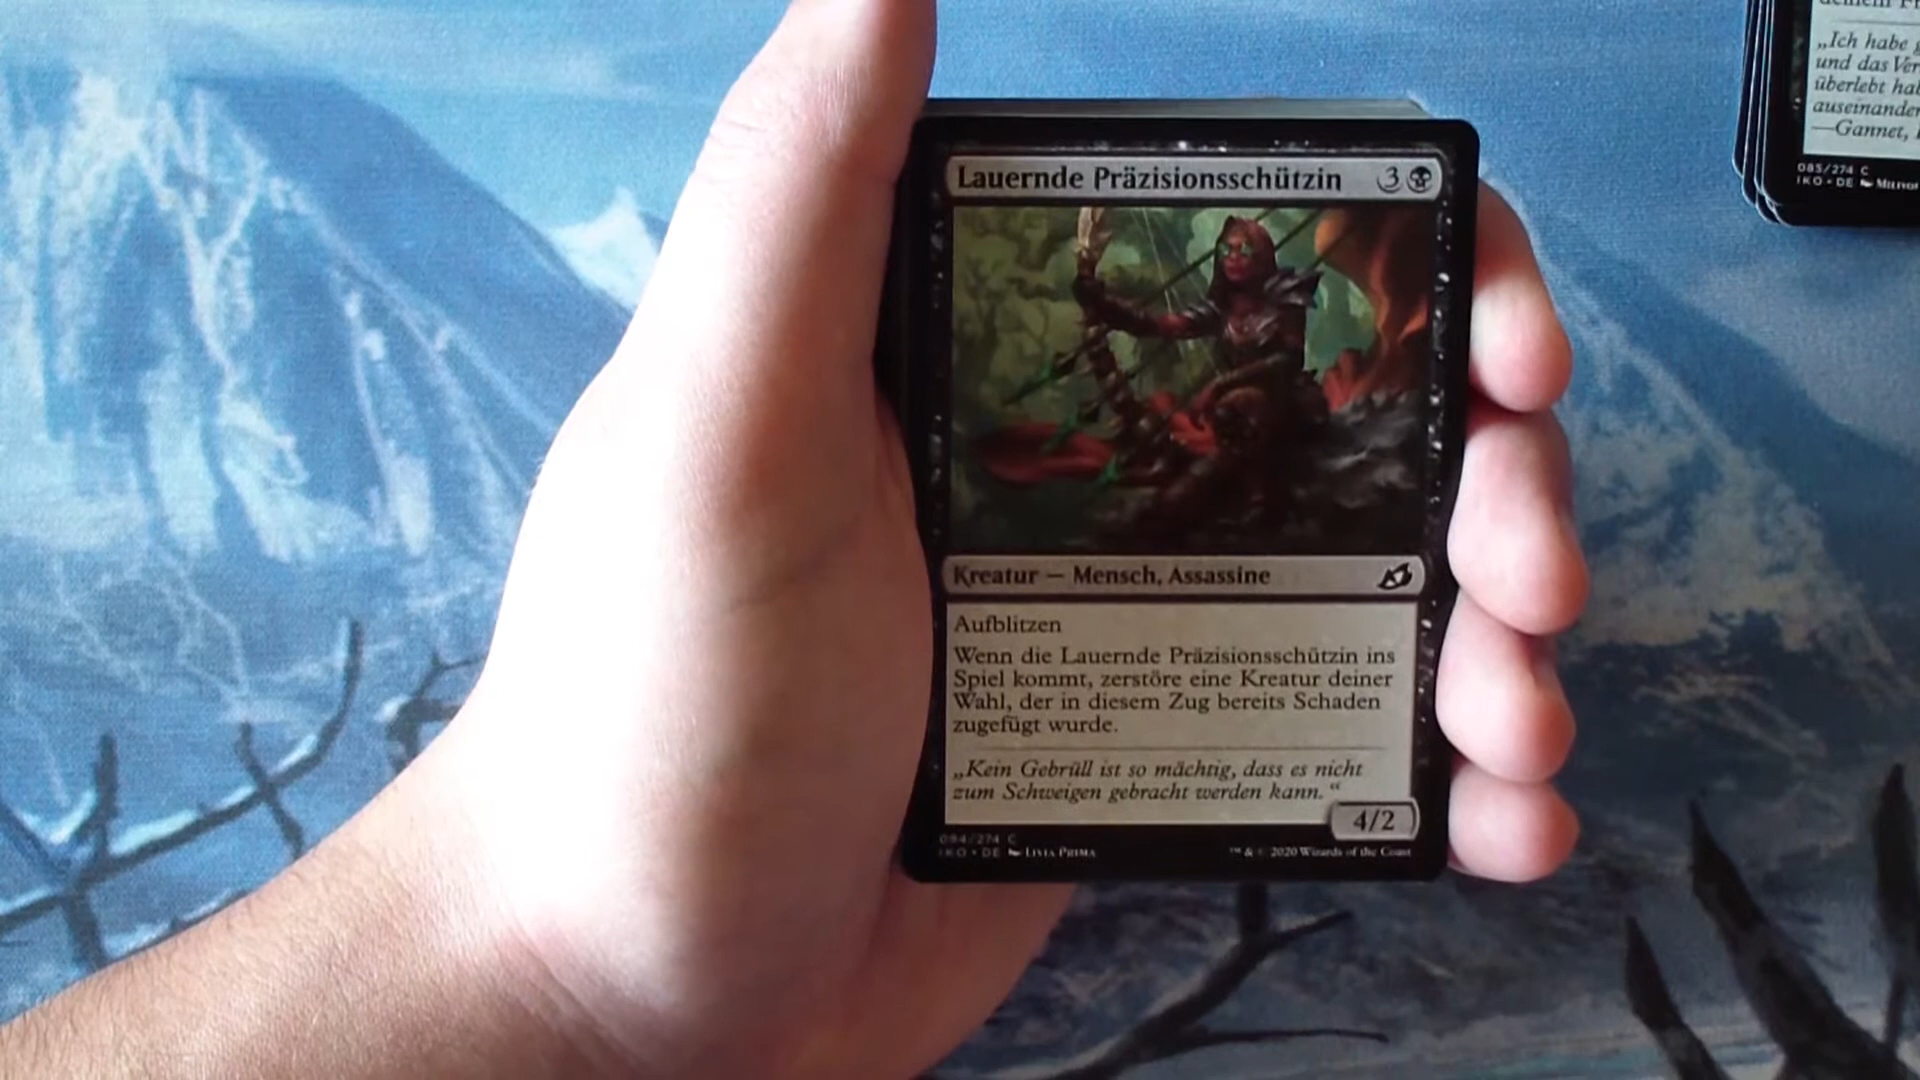 Lauernde Präzisionsschützin 3
Kreatur — Mensch, Assassine
Aufblitzen
Wenn die Lauernde Präzisionsschützin ins
Spiel kommt, zerstöre eine Kreatur deiner
Wahl, der in diesem Zug bereits Schaden
zugefügt wurde.
„Kein Gebrüll ist so mächtig, dass es nicht
zum Schweigen gebracht werden kann.“
4/2
094/274 C
IKO • DE LIVIA PRIMA
™ & © 2020 Wizards of the Coast
„Ich habe
und das
überlebt
auseinander
—Gannet,
085/274 C
IKO • DE